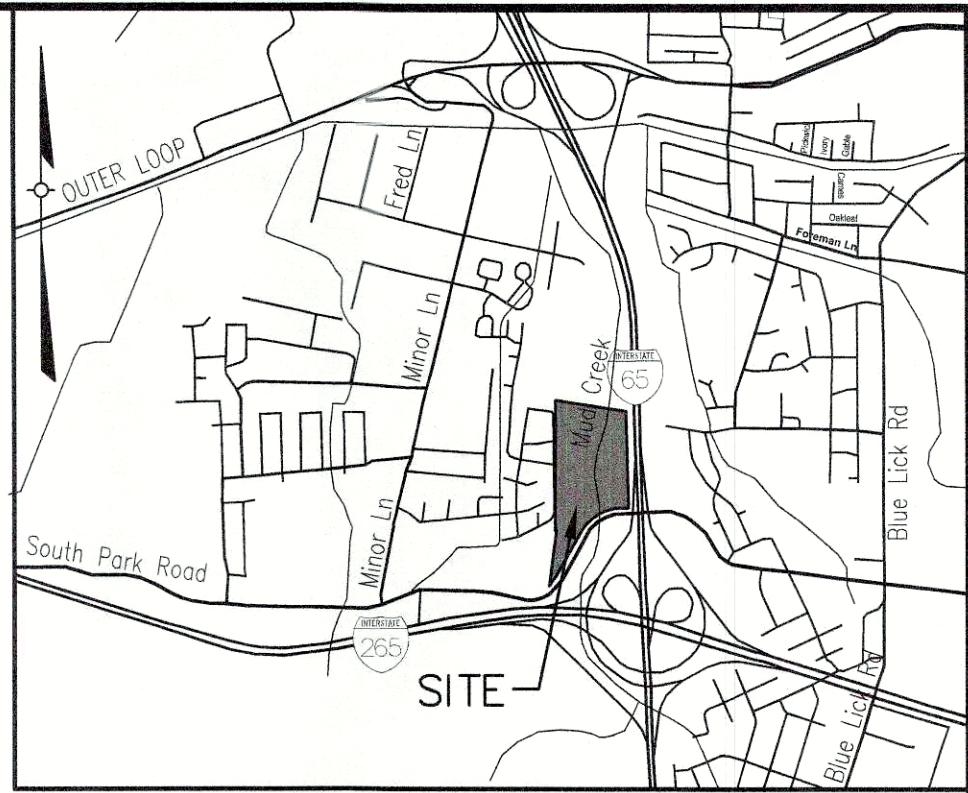 OUTER LOOP
Fred Ln
Pickwick
Ivory
Gable
Carnes
Oakleaf
Foreman Ln
Minor Ln
Mud Creek
INTERSTATE
65
Blue Lick Rd
South Park Road
Minor Ln
INTERSTATE
265
SITE
Blue Lick Rd